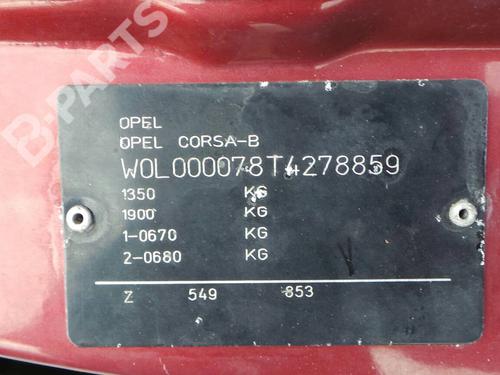 B-PARTS
OPEL
OPEL CORSA-B
W0L000078T4278859
1350 KG
1900 KG
1-0670 KG
2-0680 KG
Z 549 853